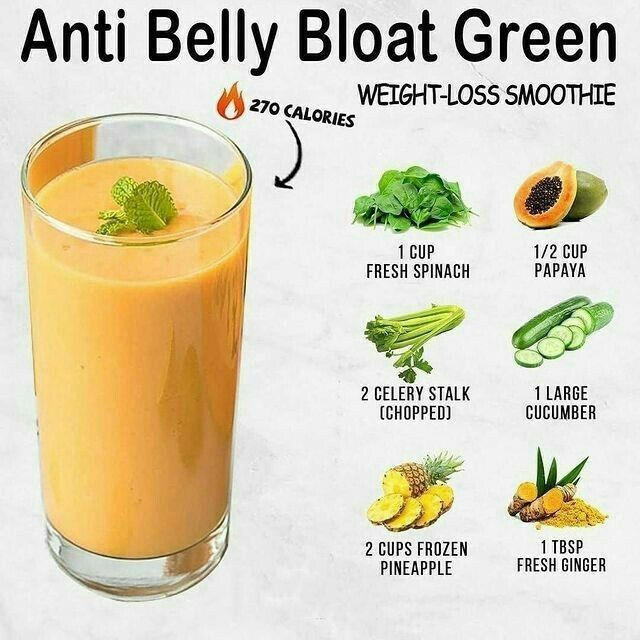 Anti Belly Bloat Green
WEIGHT-LOSS SMOOTHIE
270 CALORIES
1 CUP
FRESH SPINACH
1/2 CUP
PAPAYA
2 CELERY STALK
(CHOPPED)
1 LARGE
CUCUMBER
2 CUPS FROZEN
PINEAPPLE
1 TBSP
FRESH GINGER